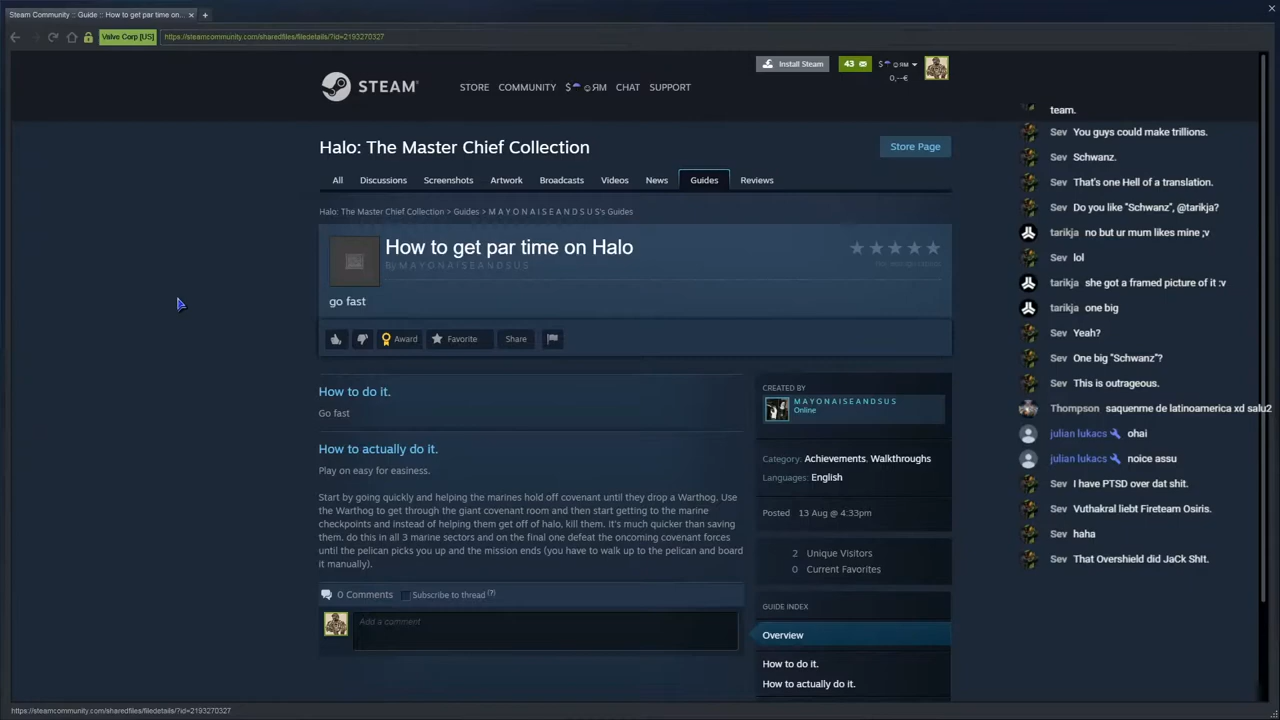 Steam Community :: Guide :: How to get par time on...
Valve Corp [US]
https://steamcommunity.com/sharedfiles/filedetails/?id=2193270327
Install Steam
43
STEAM
STORE COMMUNITY CHAT SUPPORT
Halo: The Master Chief Collection
Store Page
All Discussions Screenshots Artwork Broadcasts Videos News Guides Reviews
Halo: The Master Chief Collection > Guides > M A Y O N A I S E A N D S U S's Guides
How to get par time on Halo
By M A Y O N A I S E A N D S U S
go fast
Award Favorite Share
How to do it.
Go fast
How to actually do it.
Play on easy for easiness.
Start by going quickly and helping the marines hold off covenant until they drop a Warthog. Use
the Warthog to get through the giant covenant room and then start getting to the marine
checkpoints and instead of helping them get off of halo, kill them. it's much quicker than saving
them. do this in all 3 marine sectors and on the final one defeat the oncoming covenant forces
until the pelican picks you up and the mission ends (you have to walk up to the pelican and board
it manually).
0 Comments Subscribe to thread (?)
Add a comment
CREATED BY
M A Y O N A I S E A N D S U S
Online
Category: Achievements, Walkthroughs
Languages: English
Posted 13 Aug @ 4:33pm
2 Unique Visitors
0 Current Favorites
GUIDE INDEX
Overview
How to do it.
How to actually do it.
team.
Sev You guys could make trillions.
Sev Schwanz.
Sev That's one Hell of a translation.
Sev Do you like "Schwanz", @tarikja?
tarikja no but ur mum likes mine ;v
Sev lol
tarikja she got a framed picture of it :v
tarikja one big
Sev Yeah?
Sev One big "Schwanz"?
Sev This is outrageous.
Thompson saquenme de latinoamerica xd salu2
julian lukacs ohai
julian lukacs noice assu
Sev I have PTSD over dat shit.
Sev Vuthakral liebt Fireteam Osiris.
Sev haha
Sev That Overshield did JaCk ShIt.
https://steamcommunity.com/sharedfiles/filedetails/?id=2193270327